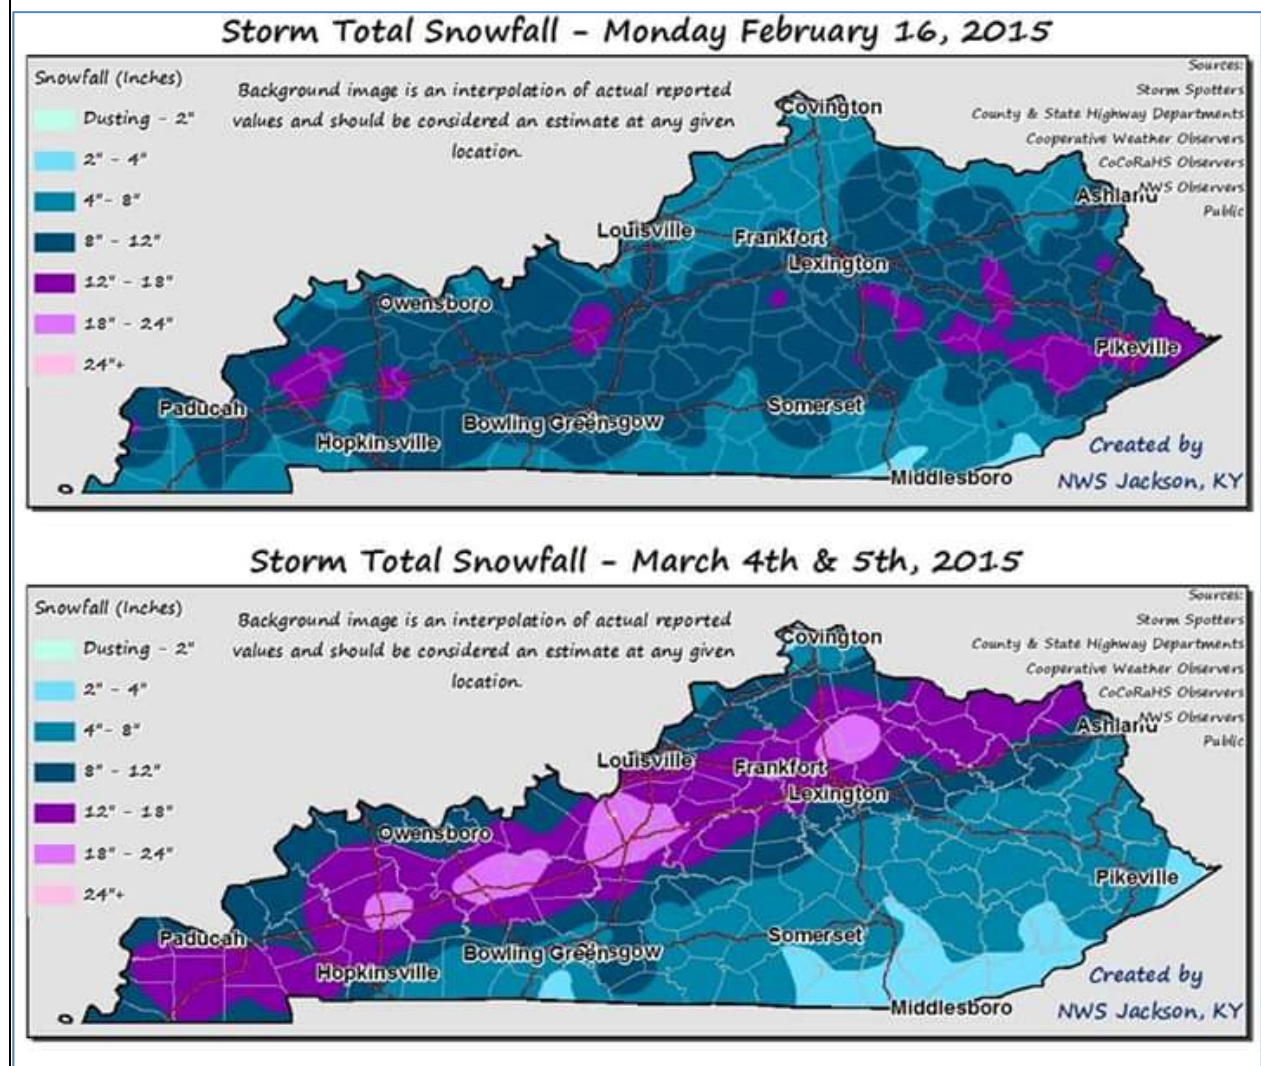 Storm Total Snowfall - Monday February 16, 2015
Snowfall (Inches)
Dusting - 2"
2" - 4"
4"- 8"
8" - 12"
12" - 18"
18" - 24"
24"+
Background image is an interpolation of actual reported
values and should be considered an estimate at any given
location.
Sources:
Storm Spotters
County & State Highway Departments
Cooperative Weather Observers
CoCoRaHS Observers
NWS Observers
Public
Covington
Ashland
Louisville
Frankfort
Lexington
Owensboro
Pikeville
Paducah
Hopkinsville
Bowling Green
Somerset
Middlesboro
Created by
NWS Jackson, KY
Storm Total Snowfall - March 4th & 5th, 2015
Snowfall (Inches)
Dusting - 2"
2" - 4"
4"- 8"
8" - 12"
12" - 18"
18" - 24"
24"+
Background image is an interpolation of actual reported
values and should be considered an estimate at any given
location.
Sources:
Storm Spotters
County & State Highway Departments
Cooperative Weather Observers
CoCoRaHS Observers
NWS Observers
Public
Covington
Ashland
Louisville
Frankfort
Lexington
Owensboro
Pikeville
Paducah
Hopkinsville
Bowling Green
Somerset
Middlesboro
Created by
NWS Jackson, KY